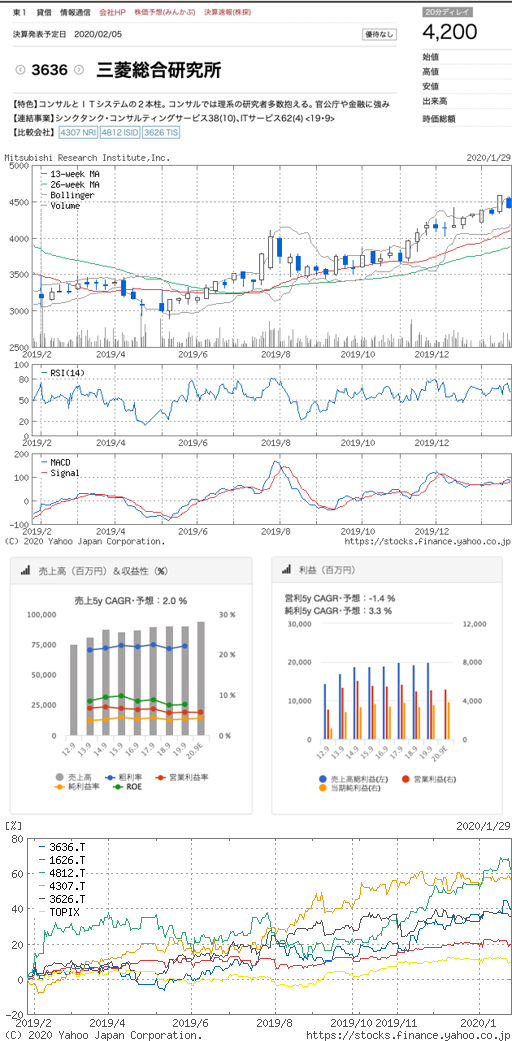 東1 貸借 情報通信 会社HP 株価予想(みんかぶ) 決算速報(株探)
20分ディレイ
4,200
決算発表予定日 2020/02/05
優待なし
始値
高値
安値
出来高
時価総額
3636 三菱総合研究所
【特色】コンサルとＩＴシステムの２本柱。コンサルでは理系の研究者多数抱える。官公庁や金融に強み
【連結事業】シンクタンク・コンサルティングサービス38(10)、ITサービス62(4) <19・9>
【比較会社】 4307 NRI 4812 ISID 3626 TIS
Mitsubishi Research Institute,Inc. 2020/1/29
5000
4500
4000
3500
3000
2500
13-week MA
26-week MA
Bollinger
Volume
2019/2 2019/4 2019/6 2019/8 2019/10 2019/12
100
80
60
40
20
0
RSI(14)
2019/2 2019/4 2019/6 2019/8 2019/10 2019/12
200
100
0
-100
MACD
Signal
2019/2 2019/4 2019/6 2019/8 2019/10 2019/12
(C) 2020 Yahoo Japan Corporation. https://stocks.finance.yahoo.co.jp/
売上高（百万円）＆収益性（%）
売上5y CAGR・予想：2.0 %
100,000
75,000
50,000
25,000
0
30 %
20 %
10 %
0 %
12.9 13.9 14.9 15.9 16.9 17.9 18.9 19.9 20.9E
売上高 粗利率 営業利益率
純利益率 ROE
利益（百万円）
営利5y CAGR・予想：-1.4 %
純利5y CAGR・予想：3.3 %
30,000
20,000
10,000
0
12,000
8,000
4,000
0
12.9 13.9 14.9 15.9 16.9 17.9 18.9 19.9 20.9E
売上高総利益(左) 営業利益(右)
当期純利益(右)
[%] 2020/1/29
80
60
40
20
0
-20
3636.T
1626.T
4812.T
4307.T
3626.T
TOPIX
2019/2 2019/4 2019/6 2019/8 2019/10 2019/11 2020/1
(C) 2020 Yahoo Japan Corporation. https://stocks.finance.yahoo.co.jp/